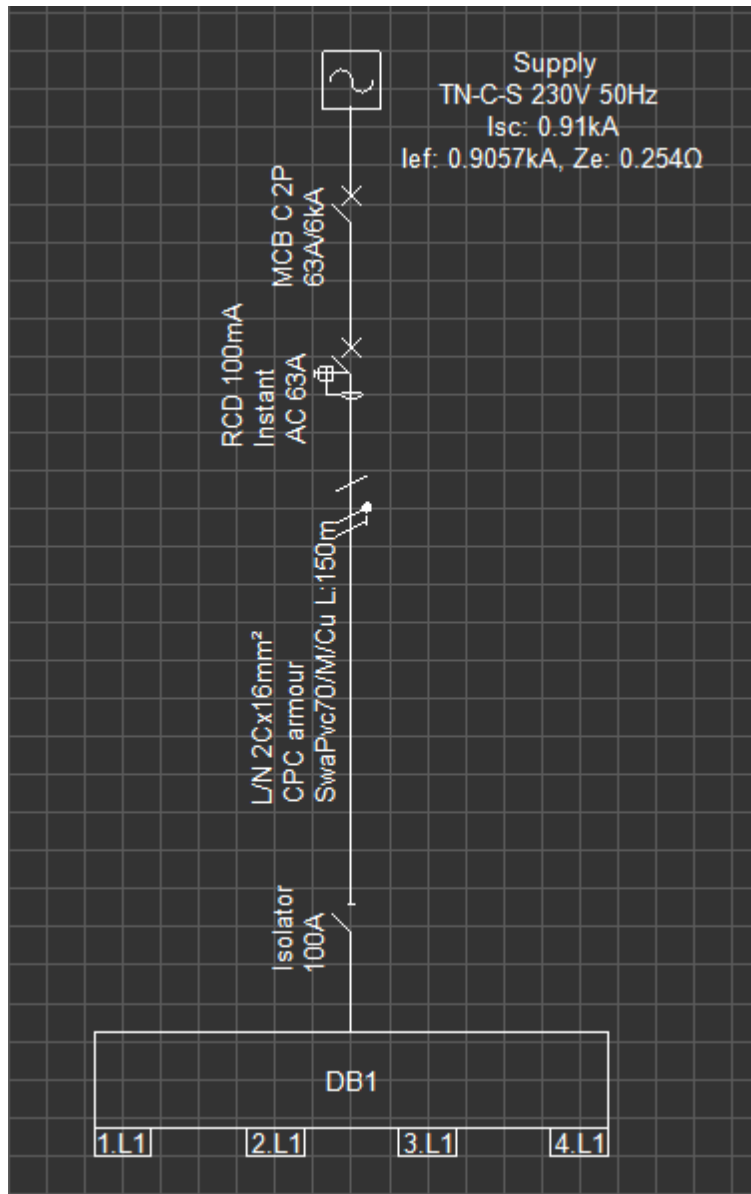 Supply
TN-C-S 230V 50Hz
Isc: 0.91kA
Ief: 0.9057kA, Ze: 0.254Ω
MCB C 2P
63A/6kA
RCD 100mA
Instant
AC 63A
L/N 2Cx16mm²
CPC armour
SwaPvc70/M/Cu L:150m
Isolator
100A
DB1
1.L1
2.L1
3.L1
4.L1